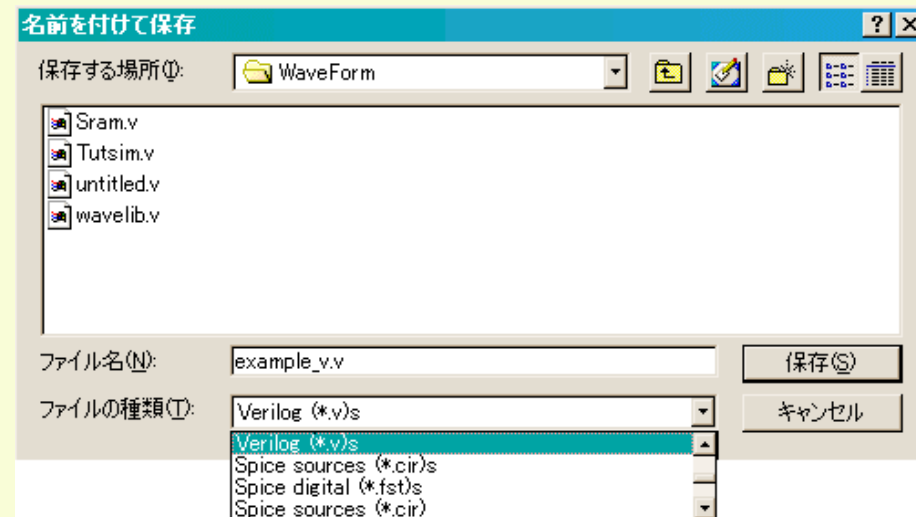 名前を付けて保存
保存する場所(I):
WaveForm
Sram.v
Tutsim.v
untitled.v
wavelib.v
ファイル名(N):
example_v.v
保存(S)
ファイルの種類(T):
Verilog (*.v)s
キャンセル
Verilog (*.v)s
Spice sources (*.cir)s
Spice digital (*.fst)s
Spice sources (*.cir)